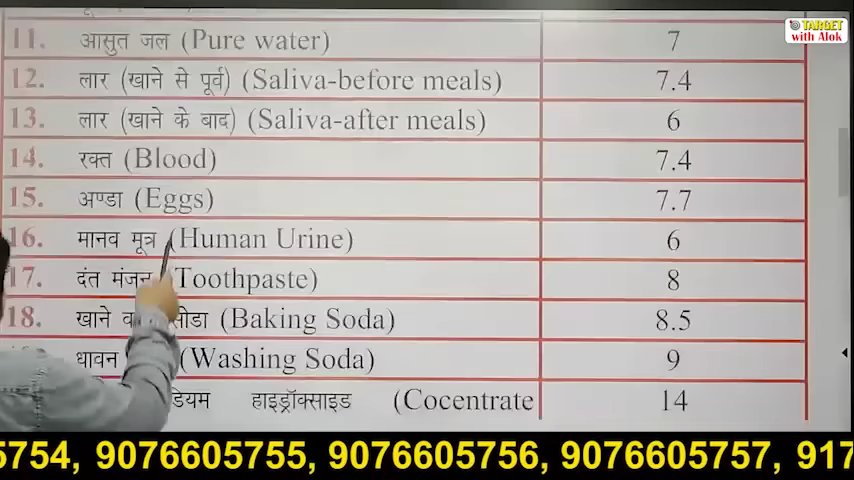 TARGET
with Alok
11. आसुत जल (Pure water) 7
12. लार (खाने से पूर्व) (Saliva-before meals) 7.4
13. लार (खाने के बाद) (Saliva-after meals) 6
14. रक्त (Blood) 7.4
15. अण्डा (Eggs) 7.7
16. मानव मूत्र (Human Urine) 6
17. दंत मंजन (Toothpaste) 8
18. खाने सोडा (Baking Soda) 8.5
धावन (Washing Soda) 9
हाइड्रॉक्साइड (Cocentrate 14
5754, 9076605755, 9076605756, 9076605757, 917